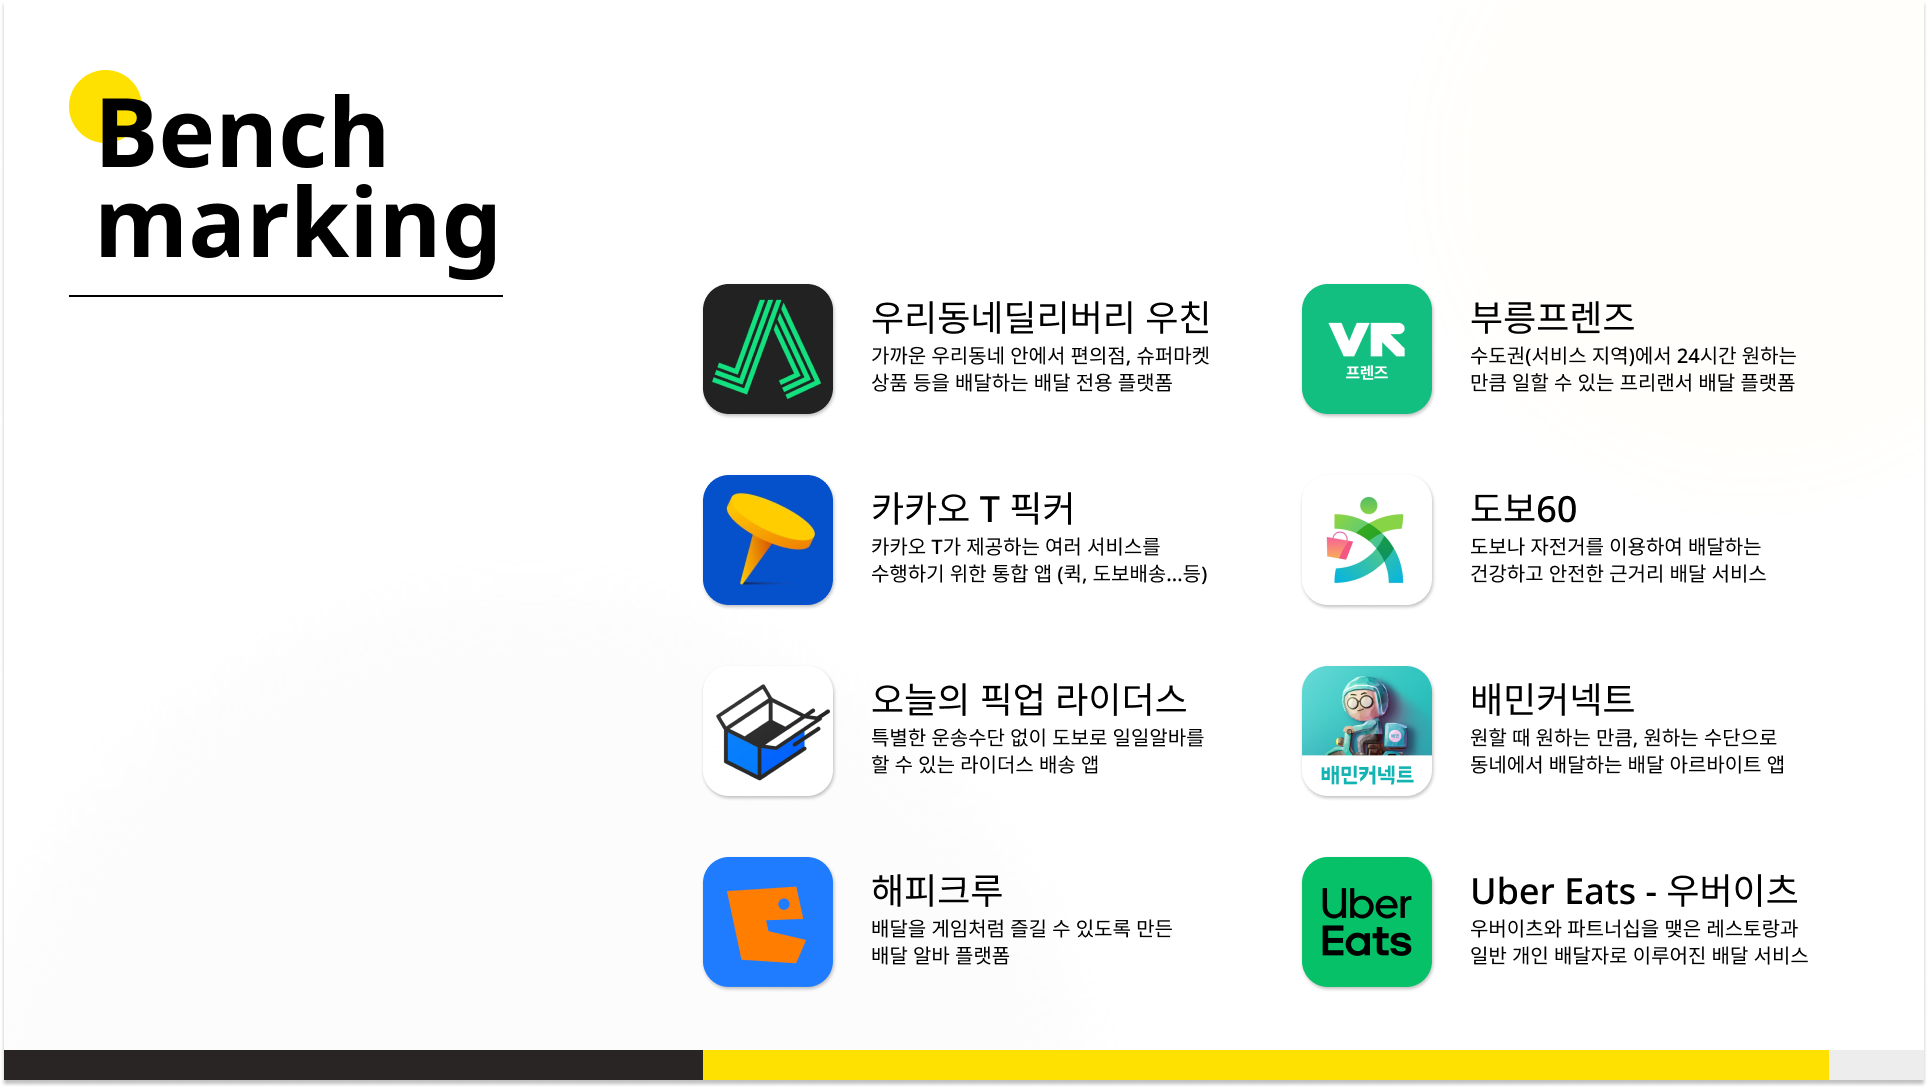 Bench
marking
우리동네딜리버리 우친
가까운 우리동네 안에서 편의점, 슈퍼마켓
상품 등을 배달하는 배달 전용 플랫폼
VR
프렌즈
부릉프렌즈
수도권(서비스 지역)에서 24시간 원하는
만큼 일할 수 있는 프리랜서 배달 플랫폼
카카오 T 픽커
카카오 T가 제공하는 여러 서비스를
수행하기 위한 통합 앱 (퀵, 도보배송...등)
도보60
도보나 자전거를 이용하여 배달하는
건강하고 안전한 근거리 배달 서비스
오늘의 픽업 라이더스
특별한 운송수단 없이 도보로 일일알바를
할 수 있는 라이더스 배송 앱
배민커넥트
배민커넥트
원할 때 원하는 만큼, 원하는 수단으로
동네에서 배달하는 배달 아르바이트 앱
해피크루
배달을 게임처럼 즐길 수 있도록 만든
배달 알바 플랫폼
Uber
Eats
Uber Eats - 우버이츠
우버이츠와 파트너십을 맺은 레스토랑과
일반 개인 배달자로 이루어진 배달 서비스